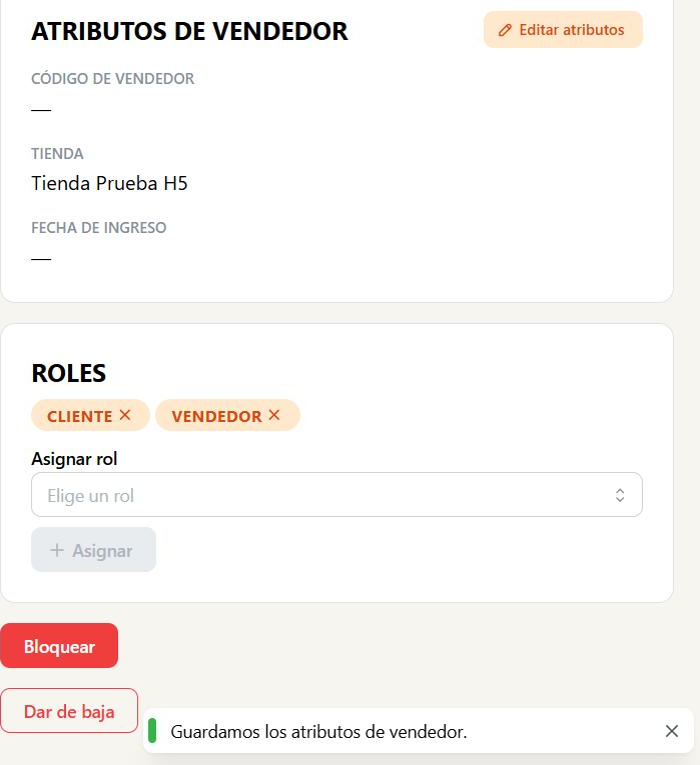 ATRIBUTOS DE VENDEDOR
Editar atributos
CÓDIGO DE VENDEDOR
—
TIENDA
Tienda Prueba H5
FECHA DE INGRESO
—
ROLES
CLIENTE ×
VENDEDOR ×
Asignar rol
Elige un rol
+ Asignar
Bloquear
Dar de baja
Guardamos los atributos de vendedor.